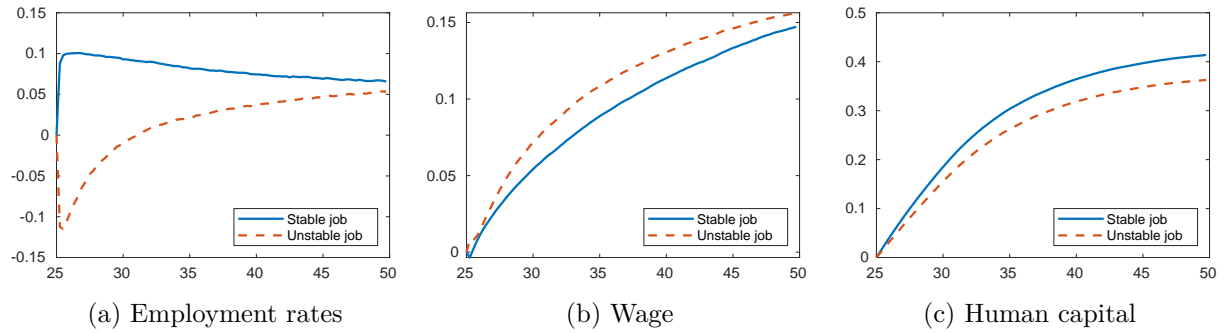 0.15
0.1
0.05
0
-0.05
-0.1
-0.15
25 30 35 40 45 50
Stable job
Unstable job
(a) Employment rates
0.15
0.1
0.05
0
25 30 35 40 45 50
Stable job
Unstable job
(b) Wage
0.5
0.4
0.3
0.2
0.1
0
25 30 35 40 45 50
Stable job
Unstable job
(c) Human capital